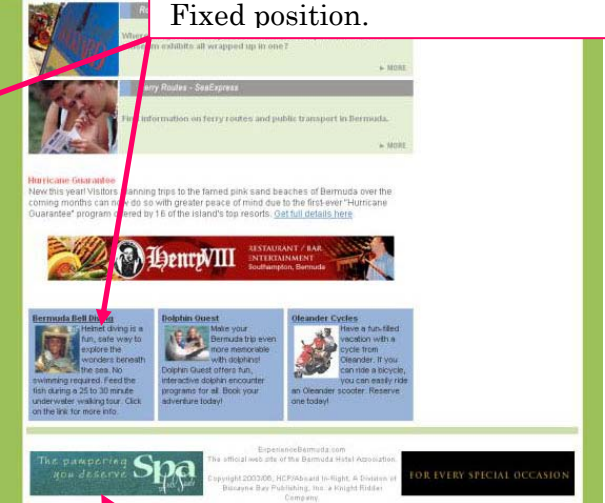 Fixed position.
exhibits all wrapped up in one?
► MORE
Ferry Routes - SeaExpress
Find information on ferry routes and public transport in Bermuda.
► MORE
Hurricane Guarantee
New this year! Visitors planning trips to the famed pink sand beaches of Bermuda over the
coming months can now do so with greater peace of mind due to the first-ever "Hurricane
Guarantee" program offered by 16 of the island's top resorts. Get full details here
HenryVIII
RESTAURANT / BAR
ENTERTAINMENT
Southampton, Bermuda
Bermuda Bell Diving
Helmet diving is a
fun, safe way to
explore the
wonders beneath
the sea. No
swimming required. Feed the
fish during a 25 to 30 minute
underwater walking tour. Click
on the link for more info.
Dolphin Quest
Make your
Bermuda trip even
more memorable
with dolphins!
Dolphin Quest offers fun,
interactive dolphin encounter
programs for all. Book your
adventure today!
Oleander Cycles
Have a fun-filled
vacation with a
cycle from
Oleander. If you
can ride a bicycle,
you can easily ride
an Oleander scooter. Reserve
one today!
The pampering
you deserve
Spa
ExperienceBermuda.com
The official web site of the Bermuda Hotel Association.
Copyright 2003/08, HCP/Aboard In-Right, A Division of
Biscayne Bay Publishing, Inc. a Knight Ridder
Company.
FOR EVERY SPECIAL OCCASION